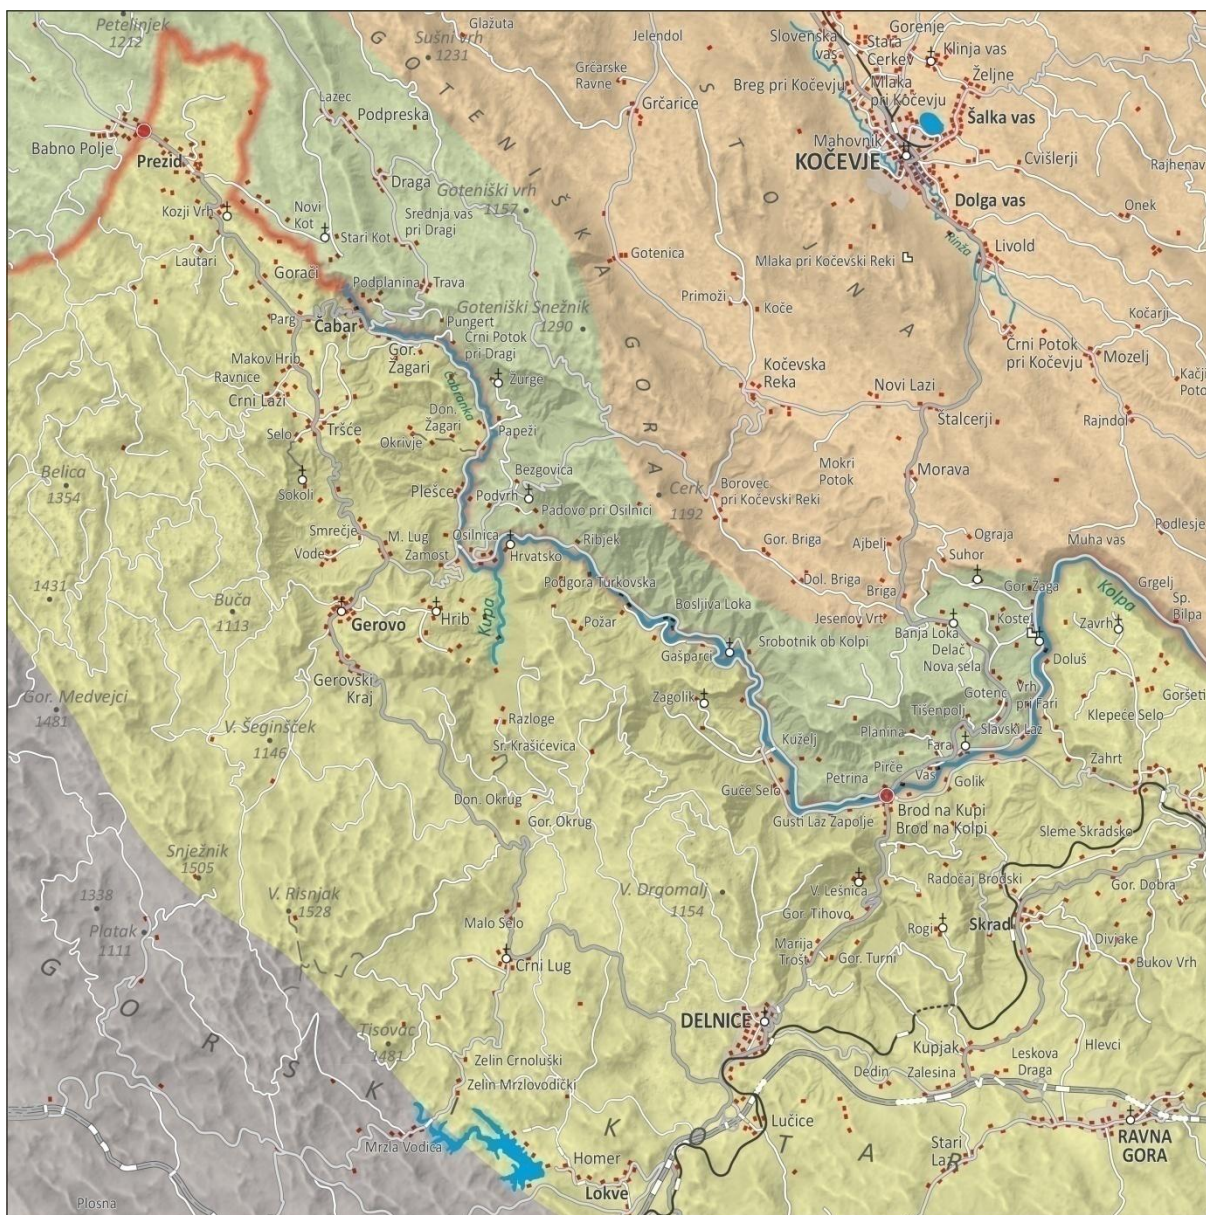 Petelinjek
1212
Glažuta
Sušni vrh
1231
Jelendol
Slovenska
vas
Gorenje
Stara
Cerkev
Klinja vas
Grčarske
Ravne
Breg pri Kočevju
Mlaka
pri Kočevju
Željne
Lazec
Podpreska
Grčarice
Šalka vas
Babno Polje
Prezid
Mahovnik
KOČEVJE
Cvišlerji
Rajhenav
Draga
Goteniški vrh
1157
Dolga vas
Kozji Vrh
Novi
Kot
Stari Kot
Srednja vas
pri Dragi
Onek
Rinža
Livold
Lautari
Gorači
Gotenica
Mlaka pri Kočevski Reki
Podplanina
Trava
Primoži
Koče
Goteniški Snežnik
1290
Parg
Čabar
Pungert
Crni Potok
pri Dragi
Kočarji
Gor.
Žagari
Črni Potok
pri Kočevju
Mozelj
Makov Hrib
Ravnice
Kočevska
Reka
Žurge
Čabranka
Kačji
Potok
Crni Lazi
Novi Lazi
Štalcerji
Rajndol
Selo
Tršće
Don.
Žagari
Okrivje
Papeži
GOTENIŠKA GORA
STOJNA
Belica
1354
Sokoli
Plešce
Bezgovica
Podvrh
Padovo pri Osilnici
Cerk
1192
Borovec
pri Kočevski Reki
Mokri
Potok
Morava
Smrečje
Vode
M. Lug
Zamost
Osilnica
Hrvatsko
Ribjek
Gor. Briga
Ajbelj
Ograja
Suhor
Muha vas
Podlesje
1431
Buča
1113
Podgora Turkovska
Dol. Briga
Briga
Gor. Žaga
Kolpa
Grgelj
Sp.
Bilpa
Gerovo
Hrib
Kupa
Požar
Bosljiva Loka
Jesenov Vrt
Banja Loka
Kostel
Zavrh
Srobotnik ob Kolpi
Delač
Nova sela
Gašparci
Doluš
Gor. Medvejci
1481
Gerovski
Kraj
Zagolik
Gotenc
Vrh
pri Fari
Goršeti
V. Šeginšček
1146
Razloge
Tišenpolj
Klepeče Selo
Sr. Krašićevica
Kuželj
Planina
Fara
Slavski Laz
Pirče
Vas
Zahrt
Petrina
Golik
Guče Selo
Don. Okrug
Gusti Laz
Zapolje
Brod na Kupi
Brod na Kolpi
Gor. Okrug
Sleme Skradsko
Snježnik
1505
1338
V. Risnjak
1528
V. Drgomalj
1154
V. Lešnica
Radočaj Brodski
Gor. Dobra
Platak
1111
Malo Selo
Gor. Tihovo
Rogi
Skrad
Divjake
Crni Lug
Marija
Trošt
Gor. Turni
Bukov Vrh
DELNICE
Tisovac
1481
Kupjak
Hlevci
Zelin Crnoluški
Zelin Mrzlovodički
Dedin
Zalesina
Leskova
Draga
Mrzla Vodica
Lučice
RAVNA
GORA
Homer
Stari
Laz
Lokve
Plosna
GORSKI KOTAR